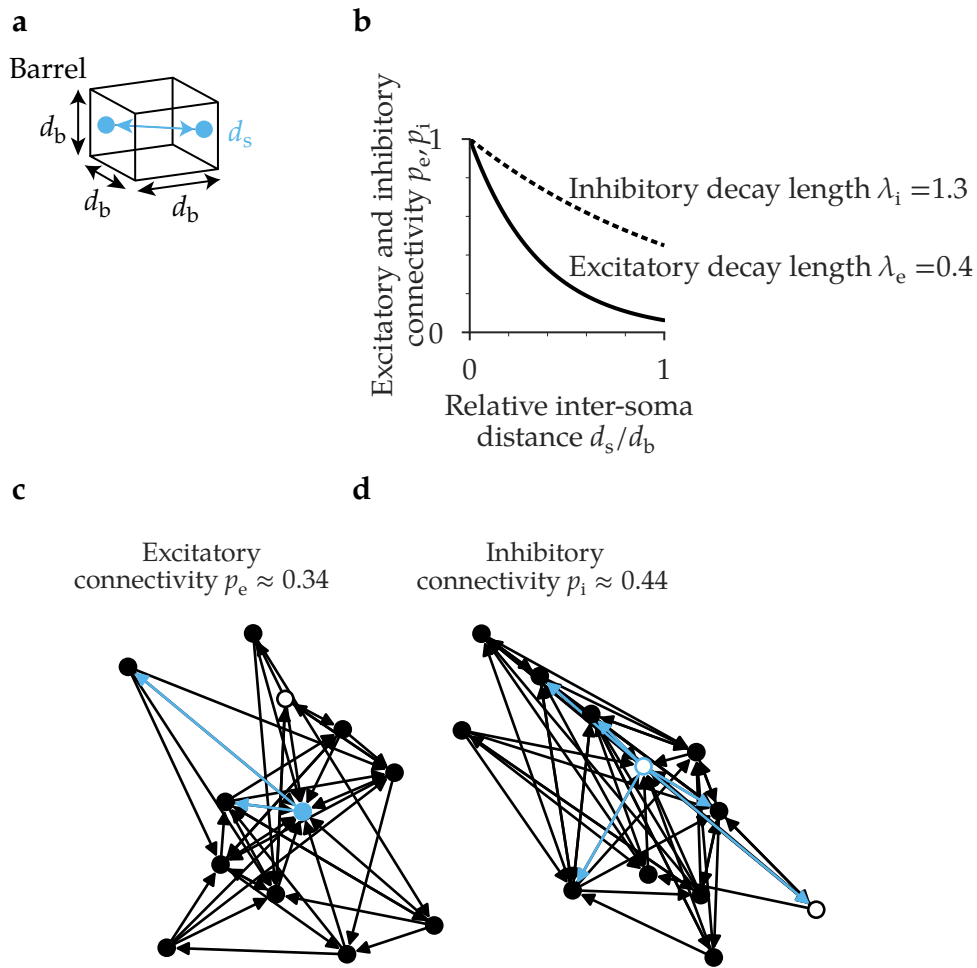 a
Barrel
d_b
d_s
d_b
d_b
b
Excitatory and inhibitory
connectivity p_e, p_i
1
0
0
1
Inhibitory decay length λ_i =1.3
Excitatory decay length λ_e =0.4
Relative inter-soma
distance d_s/d_b
c
Excitatory
connectivity p_e ≈ 0.34
d
Inhibitory
connectivity p_i ≈ 0.44